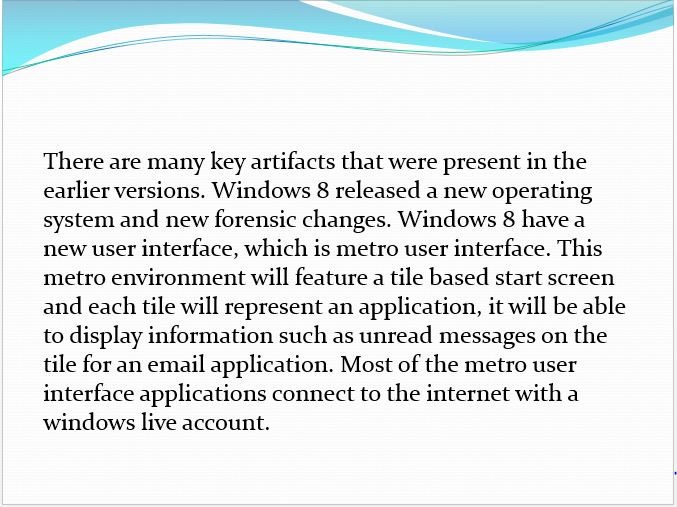 There are many key artifacts that were present in the
earlier versions. Windows 8 released a new operating
system and new forensic changes. Windows 8 have a
new user interface, which is metro user interface. This
metro environment will feature a tile based start screen
and each tile will represent an application, it will be able
to display information such as unread messages on the
tile for an email application. Most of the metro user
interface applications connect to the internet with a
windows live account.